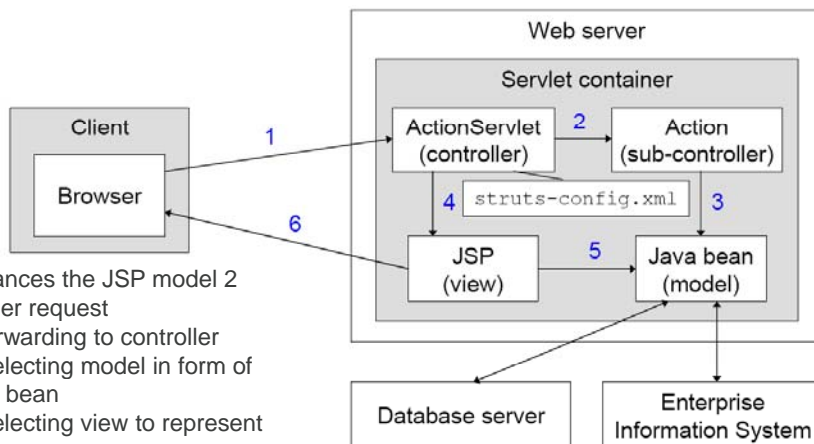 Web server
Servlet container
Client
Browser
1
ActionServlet
(controller)
2
Action
(sub-controller)
struts-config.xml
4
3
6
JSP
(view)
5
Java bean
(model)
ances the JSP model 2
er request
rwarding to controller
electing model in form of
bean
electing view to represent
Database server
Enterprise
Information System